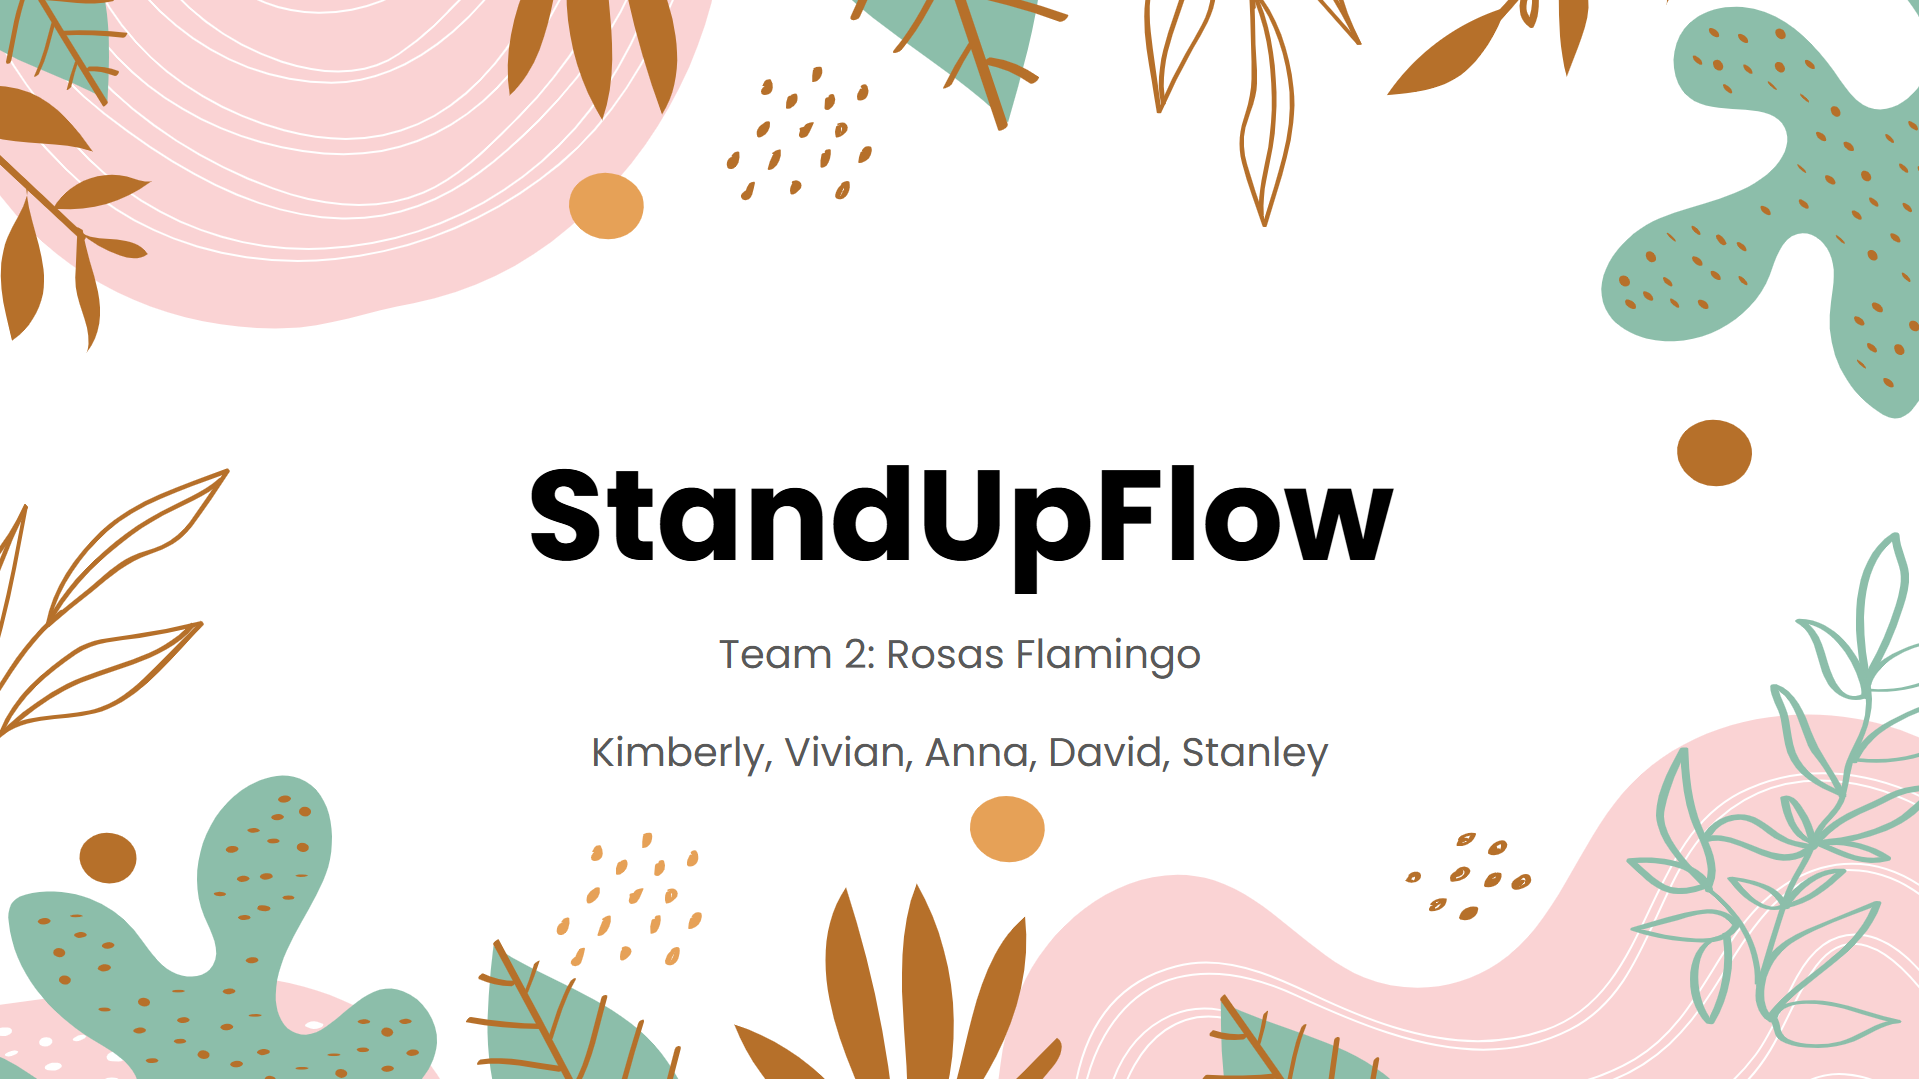 StandUpFlow
Team 2: Rosas Flamingo
Kimberly, Vivian, Anna, David, Stanley